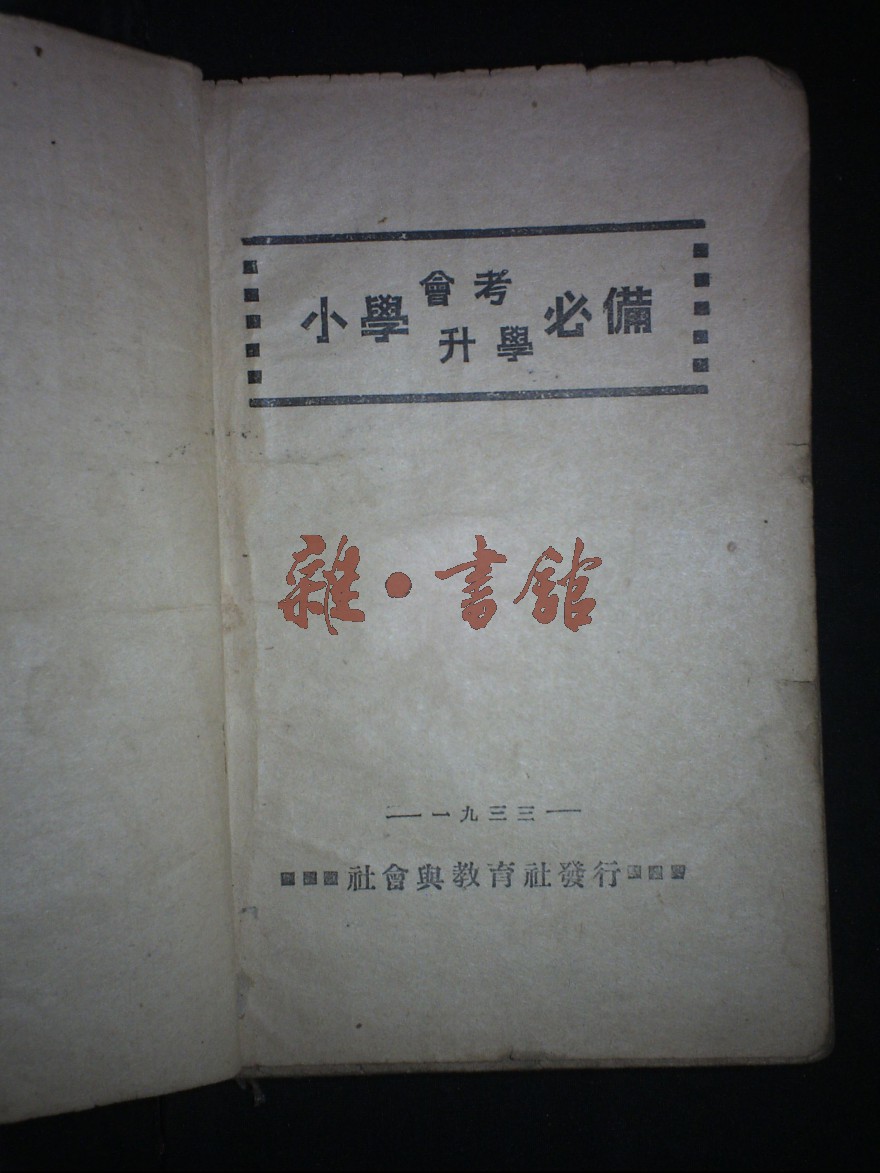 小學會考升學必備
雜·書館
一九三三
社會與教育社發行